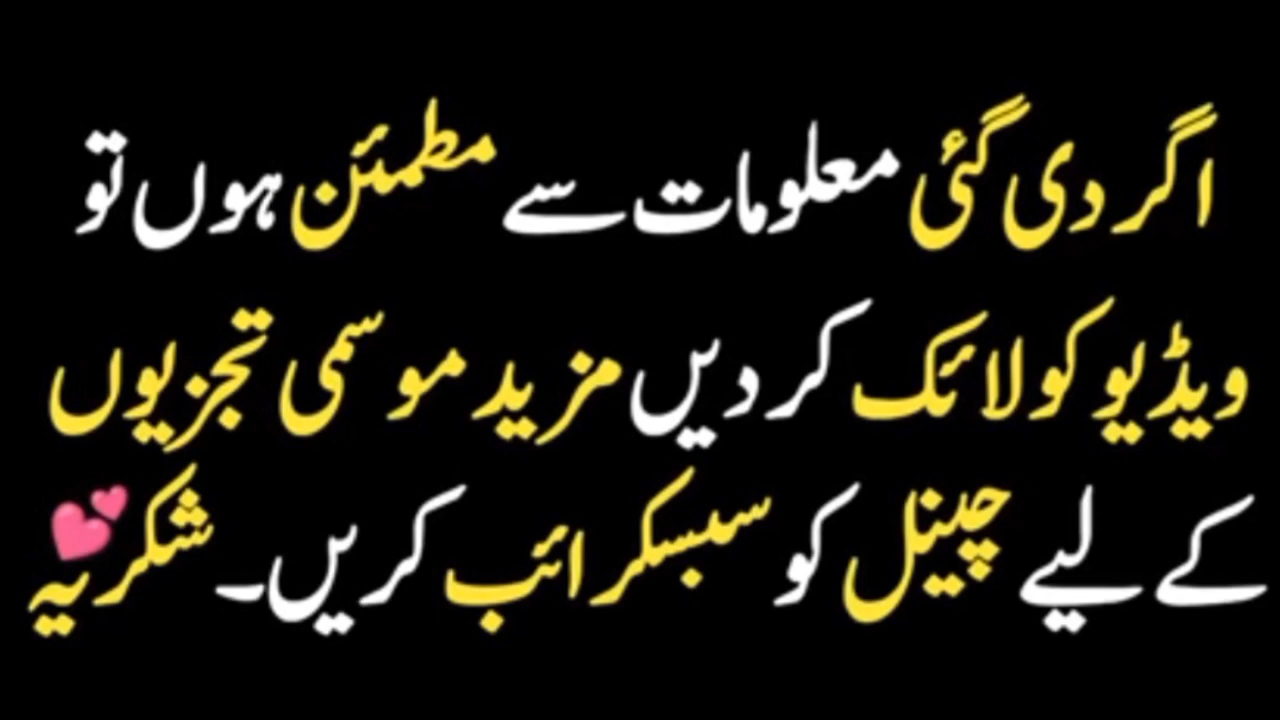 اگر دی گئی معلومات سے مطمئن ہوں تو
ویڈیو کو لائک کر دیں مزید موسمی تجزیوں
کے لیے چینل کو سبسکرائب کریں۔ شکریہ 💕